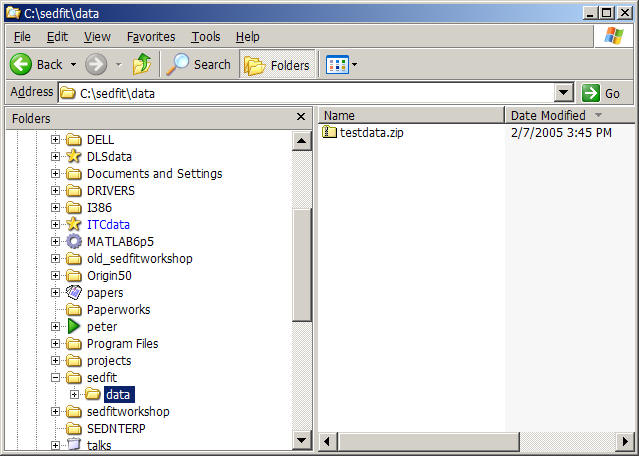 C:\sedfit\data
File Edit View Favorites Tools Help
Back Search Folders
Address C:\sedfit\data Go
Folders
DELL
DLSdata
Documents and Settings
DRIVERS
I386
ITCdata
MATLAB6p5
old_sedfitworkshop
Origin50
papers
Paperworks
peter
Program Files
projects
sedfit
data
sedfitworkshop
SEDNTERP
talks
Name Date Modified
testdata.zip 2/7/2005 3:45 PM